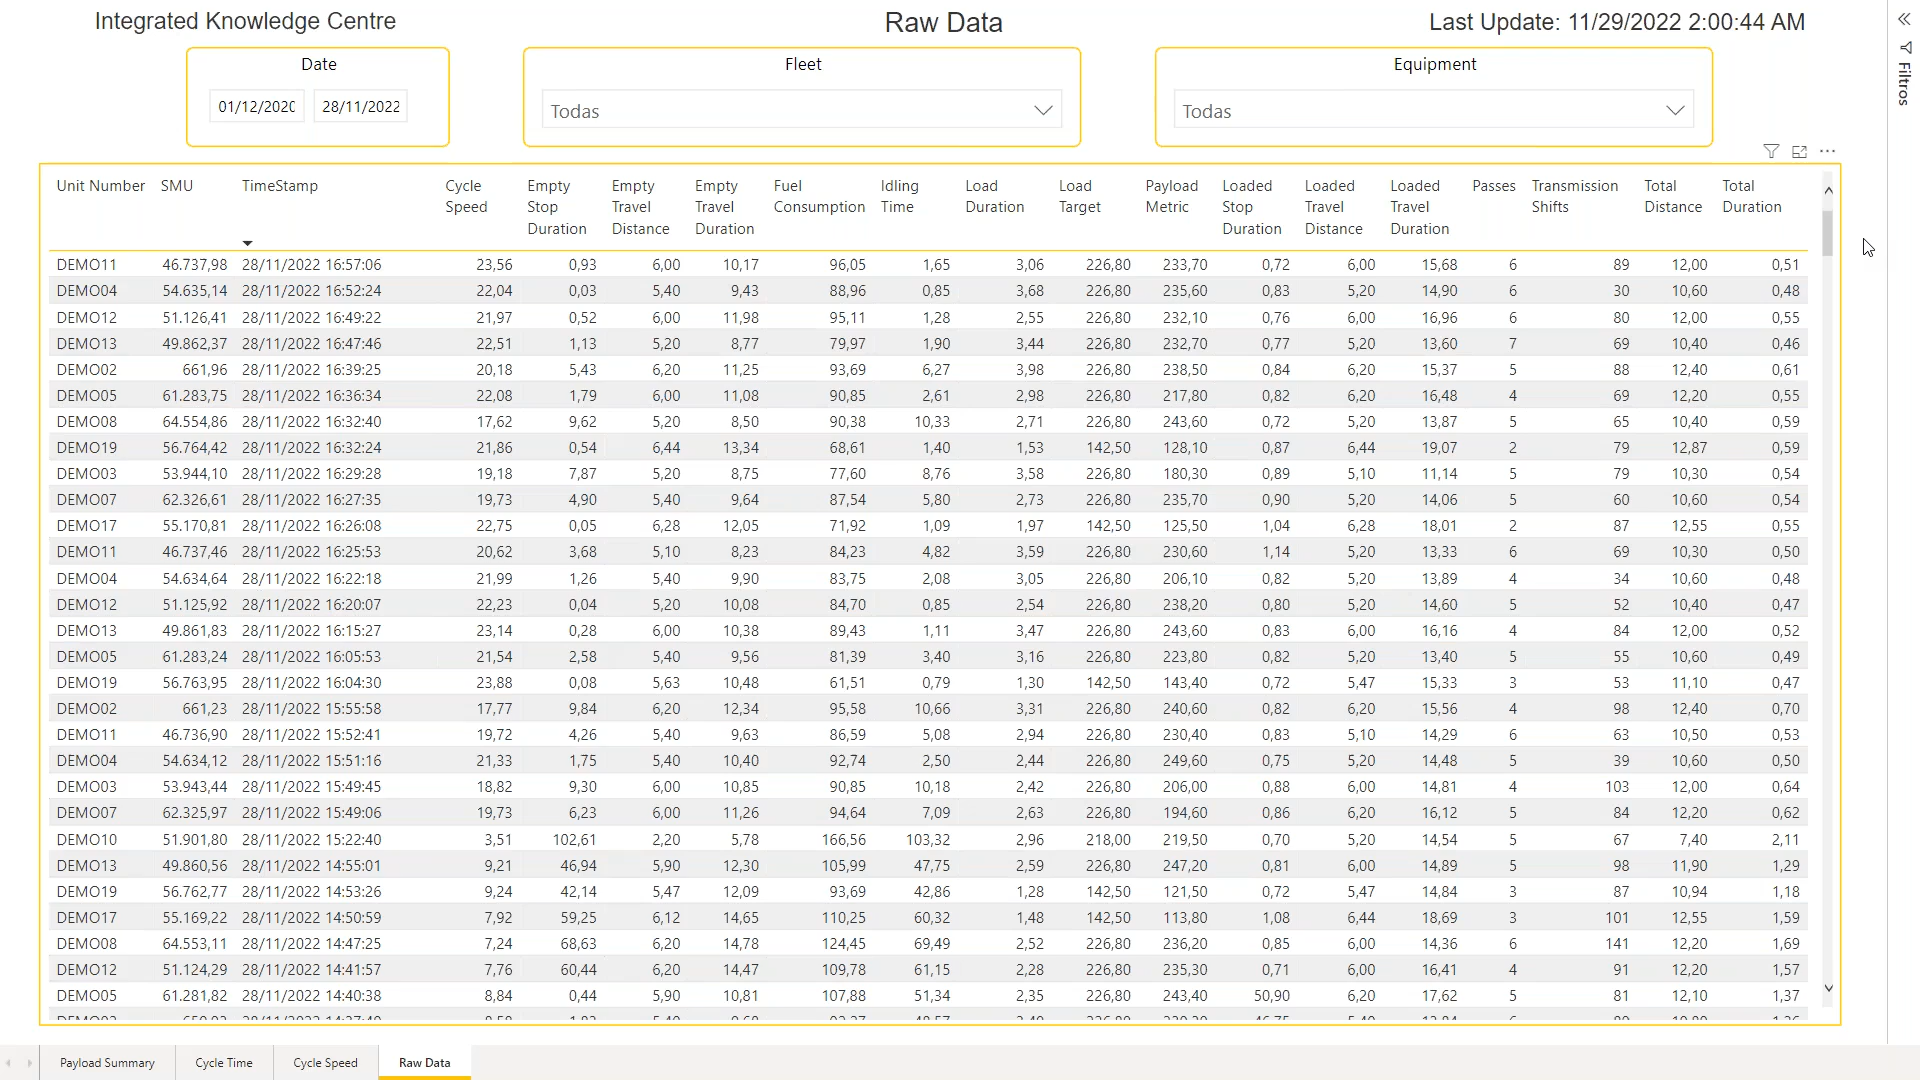 Integrated Knowledge Centre
Raw Data
Last Update: 11/29/2022 2:00:44 AM
Date
Fleet
Equipment
Filtros
01/12/2020 28/11/2022
Todas
Todas
Unit Number SMU TimeStamp Cycle Speed Empty Stop Duration Empty Travel Distance Empty Travel Duration Fuel Consumption Idling Time Load Duration Load Target Payload Metric Loaded Stop Duration Loaded Travel Distance Loaded Travel Duration Passes Transmission Shifts Total Distance Total Duration
DEMO11 46.737,98 28/11/2022 16:57:06 23,56 0,93 6,00 10,17 96,05 1,65 3,06 226,80 233,70 0,72 6,00 15,68 6 89 12,00 0,51
DEMO04 54.635,14 28/11/2022 16:52:24 22,04 0,03 5,40 9,43 88,96 0,85 3,68 226,80 235,60 0,83 5,20 14,90 6 30 10,60 0,48
DEMO12 51.126,41 28/11/2022 16:49:22 21,97 0,52 6,00 11,98 95,11 1,28 2,55 226,80 232,10 0,76 6,00 16,96 6 80 12,00 0,55
DEMO13 49.862,37 28/11/2022 16:47:46 22,51 1,13 5,20 8,77 79,97 1,90 3,44 226,80 232,70 0,77 5,20 13,60 7 69 10,40 0,46
DEMO02 661,96 28/11/2022 16:39:25 20,18 5,43 6,20 11,25 93,69 6,27 3,98 226,80 238,50 0,84 6,20 15,37 5 88 12,40 0,61
DEMO05 61.283,75 28/11/2022 16:36:34 22,08 1,79 6,00 11,08 90,85 2,61 2,98 226,80 217,80 0,82 6,20 16,48 4 69 12,20 0,55
DEMO08 64.554,86 28/11/2022 16:32:40 17,62 9,62 5,20 8,50 90,38 10,33 2,71 226,80 243,60 0,72 5,20 13,87 5 65 10,40 0,59
DEMO19 56.764,42 28/11/2022 16:32:24 21,86 0,54 6,44 13,34 68,61 1,40 1,53 142,50 128,10 0,87 6,44 19,07 2 79 12,87 0,59
DEMO03 53.944,10 28/11/2022 16:29:28 19,18 7,87 5,20 8,75 77,60 8,76 3,58 226,80 180,30 0,89 5,10 11,14 5 79 10,30 0,54
DEMO07 62.326,61 28/11/2022 16:27:35 19,73 4,90 5,40 9,64 87,54 5,80 2,73 226,80 235,70 0,90 5,20 14,06 5 60 10,60 0,54
DEMO17 55.170,81 28/11/2022 16:26:08 22,75 0,05 6,28 12,05 71,92 1,09 1,97 142,50 125,50 1,04 6,28 18,01 2 87 12,55 0,55
DEMO11 46.737,46 28/11/2022 16:25:53 20,62 3,68 5,10 8,23 84,23 4,82 3,59 226,80 230,60 1,14 5,20 13,33 6 69 10,30 0,50
DEMO04 54.634,64 28/11/2022 16:22:18 21,99 1,26 5,40 9,90 83,75 2,08 3,05 226,80 206,10 0,82 5,20 13,89 4 34 10,60 0,48
DEMO12 51.125,92 28/11/2022 16:20:07 22,23 0,04 5,20 10,08 84,70 0,85 2,54 226,80 238,20 0,80 5,20 14,60 5 52 10,40 0,47
DEMO13 49.861,83 28/11/2022 16:15:27 23,14 0,28 6,00 10,38 89,43 1,11 3,47 226,80 243,60 0,83 6,00 16,16 4 84 12,00 0,52
DEMO05 61.283,24 28/11/2022 16:05:53 21,54 2,58 5,40 9,56 81,39 3,40 3,16 226,80 223,80 0,82 5,20 13,40 5 55 10,60 0,49
DEMO19 56.763,95 28/11/2022 16:04:30 23,88 0,08 5,63 10,48 61,51 0,79 1,30 142,50 143,40 0,72 5,47 15,33 3 53 11,10 0,47
DEMO02 661,23 28/11/2022 15:55:58 17,77 9,84 6,20 12,34 95,58 10,66 3,31 226,80 240,60 0,82 6,20 15,56 4 98 12,40 0,70
DEMO11 46.736,90 28/11/2022 15:52:41 19,72 4,26 5,40 9,63 86,59 5,08 2,94 226,80 230,40 0,83 5,10 14,29 6 63 10,50 0,53
DEMO04 54.634,12 28/11/2022 15:51:16 21,33 1,75 5,40 10,40 92,74 2,50 2,44 226,80 249,60 0,75 5,20 14,48 5 39 10,60 0,50
DEMO03 53.943,44 28/11/2022 15:49:45 18,82 9,30 6,00 10,85 90,85 10,18 2,42 226,80 206,00 0,88 6,00 14,81 4 103 12,00 0,64
DEMO07 62.325,97 28/11/2022 15:49:06 19,73 6,23 6,00 11,26 94,64 7,09 2,63 226,80 194,60 0,86 6,20 16,12 5 84 12,20 0,62
DEMO10 51.901,80 28/11/2022 15:22:40 3,51 102,61 2,20 5,78 166,56 103,32 2,96 218,00 219,50 0,70 5,20 14,54 5 67 7,40 2,11
DEMO13 49.860,56 28/11/2022 14:55:01 9,21 46,94 5,90 12,30 105,99 47,75 2,59 226,80 247,20 0,81 6,00 14,89 5 98 11,90 1,29
DEMO19 56.762,77 28/11/2022 14:53:26 9,24 42,14 5,47 12,09 93,69 42,86 1,28 142,50 121,50 0,72 5,47 14,84 3 87 10,94 1,18
DEMO17 55.169,22 28/11/2022 14:50:59 7,92 59,25 6,12 14,65 110,25 60,32 1,48 142,50 113,80 1,08 6,44 18,69 3 101 12,55 1,59
DEMO08 64.553,11 28/11/2022 14:47:25 7,24 68,63 6,20 14,78 124,45 69,49 2,52 226,80 236,20 0,85 6,00 14,36 6 141 12,20 1,69
DEMO12 51.124,29 28/11/2022 14:41:57 7,76 60,44 6,20 14,47 109,78 61,15 2,28 226,80 235,30 0,71 6,00 16,41 4 91 12,20 1,57
DEMO05 61.281,82 28/11/2022 14:40:38 8,84 0,44 5,90 10,81 107,88 51,34 2,35 226,80 243,40 50,90 6,20 17,62 5 81 12,10 1,37
Payload Summary Cycle Time Cycle Speed Raw Data